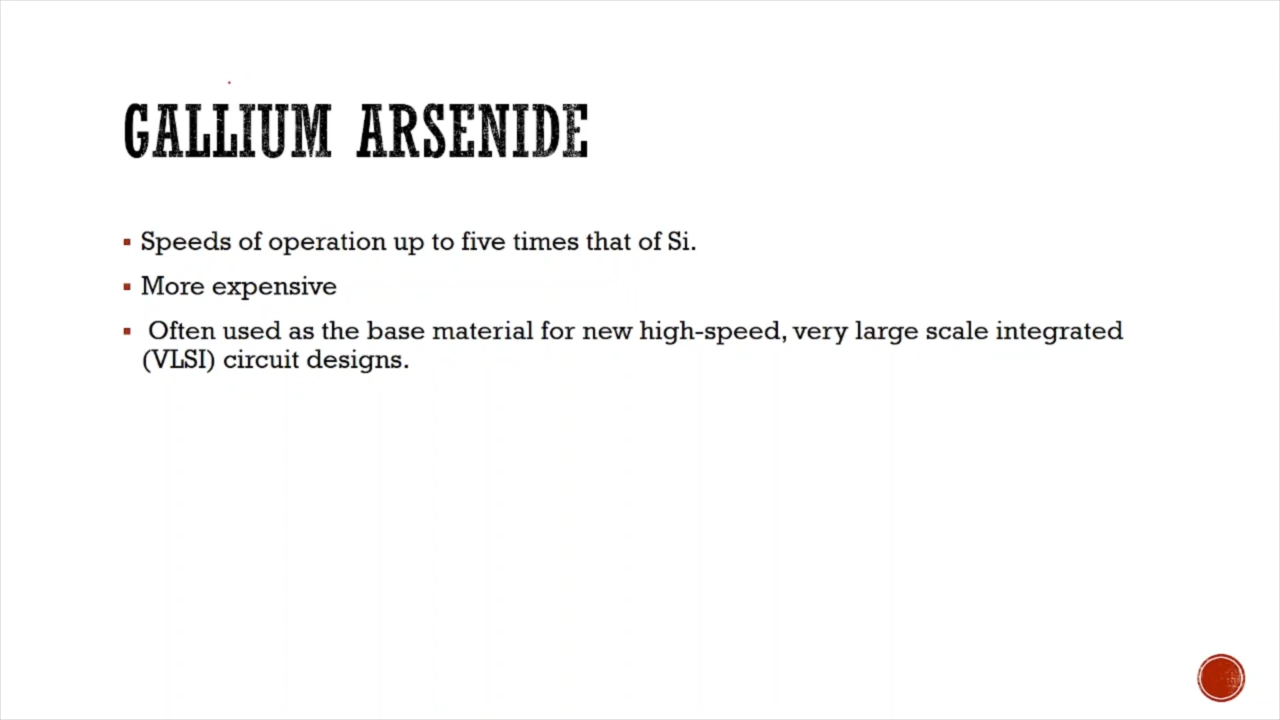 GALLIUM ARSENIDE
▪ Speeds of operation up to five times that of Si.
▪ More expensive
▪ Often used as the base material for new high-speed, very large scale integrated
(VLSI) circuit designs.